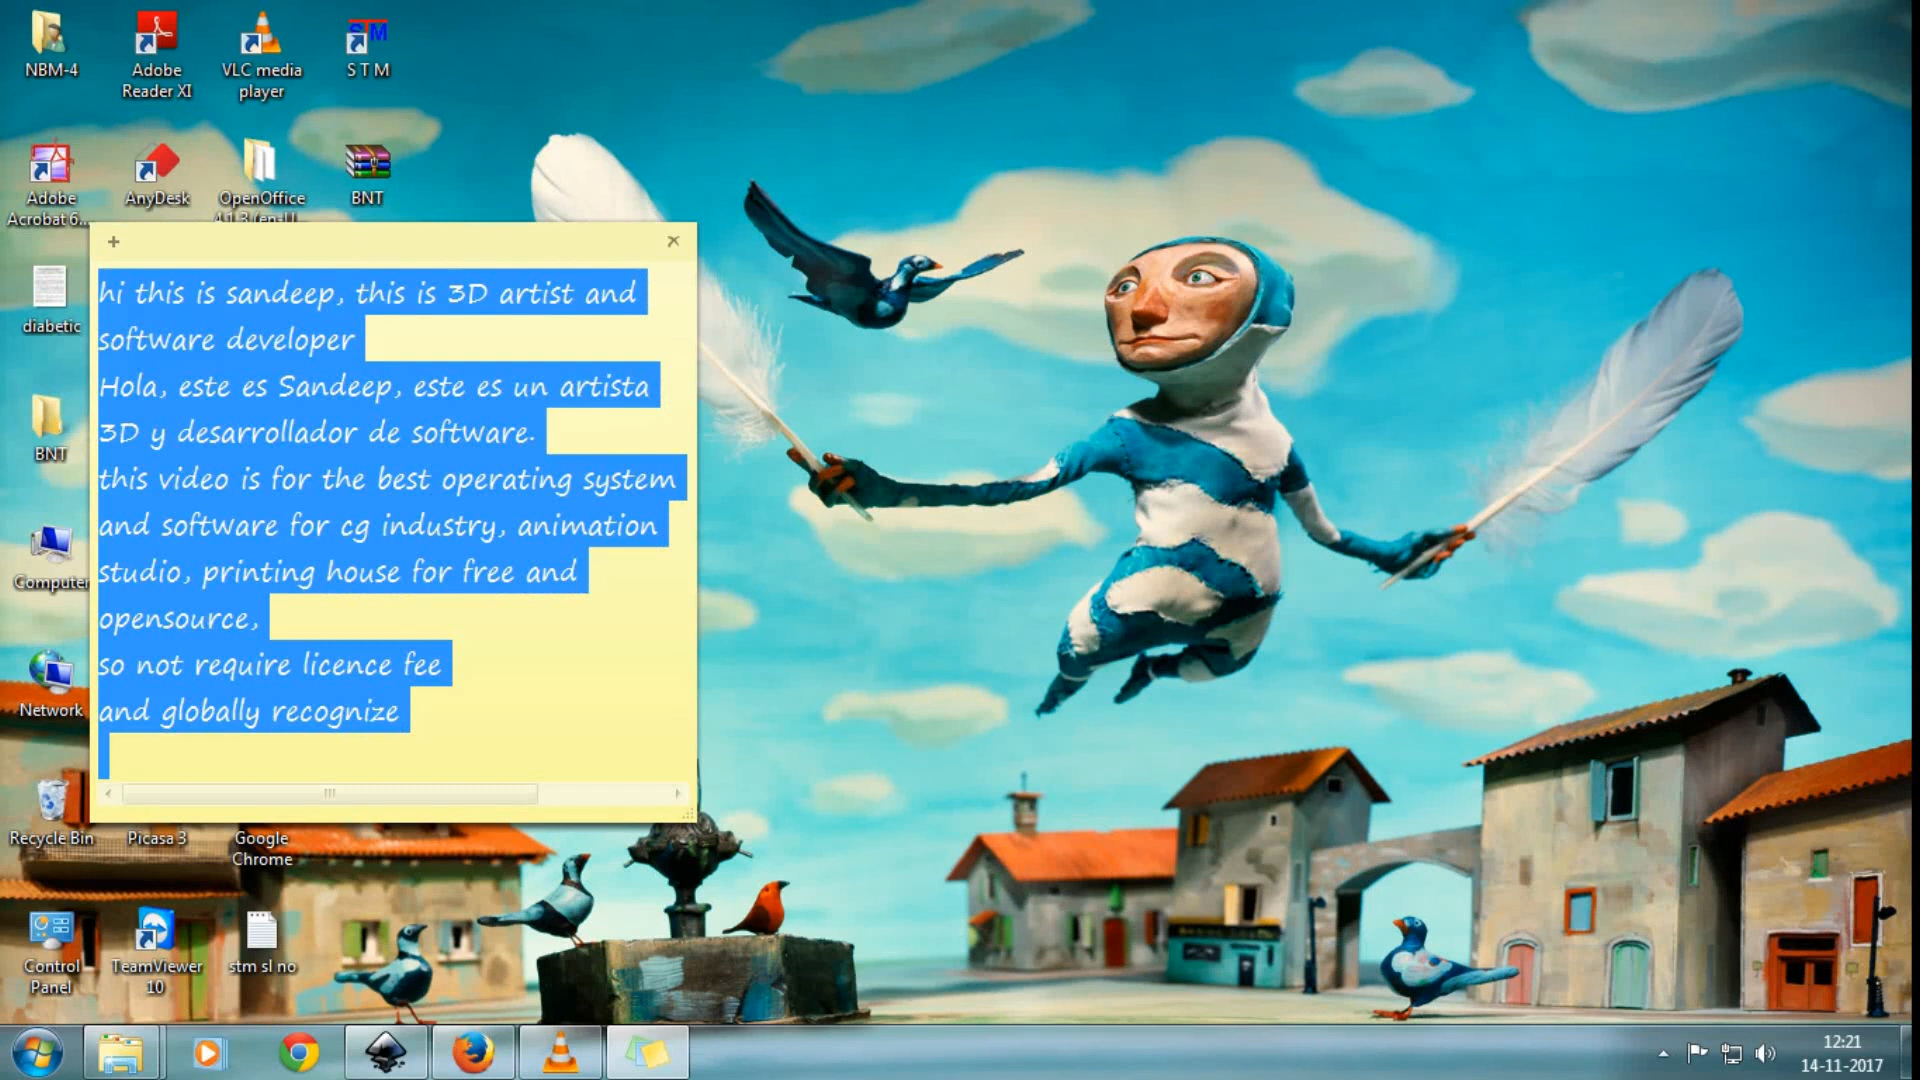 NBM-4
Adobe
Reader XI
VLC media
player
STM
S T M
Adobe
Acrobat 6...
AnyDesk
OpenOffice
4.1.3 (en-U...
BNT
+
×
hi this is sandeep, this is 3D artist and
software developer
Hola, este es Sandeep, este es un artista
3D y desarrollador de software.
this video is for the best operating system
and software for cg industry, animation
studio, printing house for free and
opensource,
so not require licence fee
and globally recognize
diabetic
BNT
Computer
Network
Recycle Bin
Picasa 3
Google
Chrome
Control
Panel
TeamViewer
10
stm sl no
12:21
14-11-2017